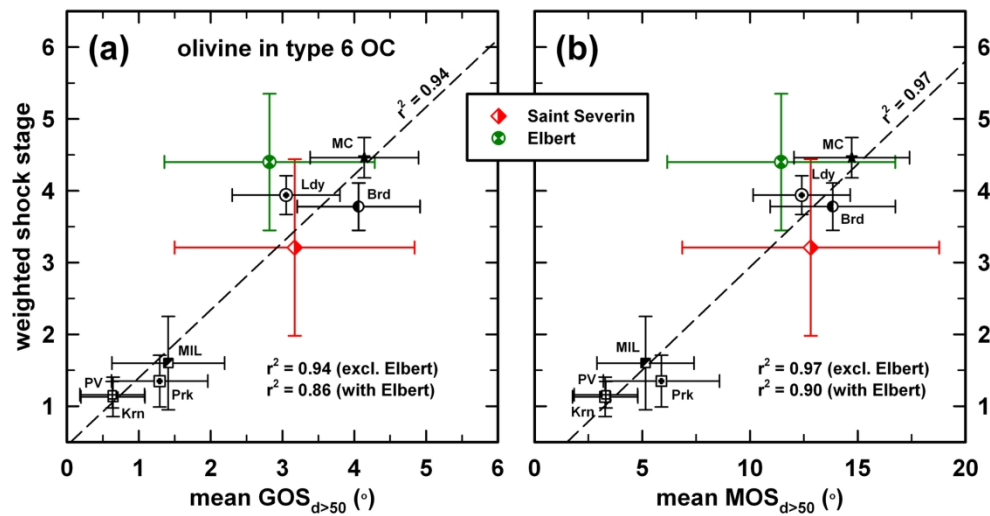 (a) olivine in type 6 OC
weighted shock stage
6
5
4
3
2
1
r² = 0.94
MC
Ldy
Brd
MIL
PV
Prk
Krn
r² = 0.94 (excl. Elbert)
r² = 0.86 (with Elbert)
0 1 2 3 4 5 6
mean GOS d>50 (°)
Saint Severin
Elbert
(b)
r² = 0.97
MC
Ldy
Brd
MIL
PV
Prk
Krn
r² = 0.97 (excl. Elbert)
r² = 0.90 (with Elbert)
6
5
4
3
2
1
0 5 10 15 20
mean MOS d>50 (°)